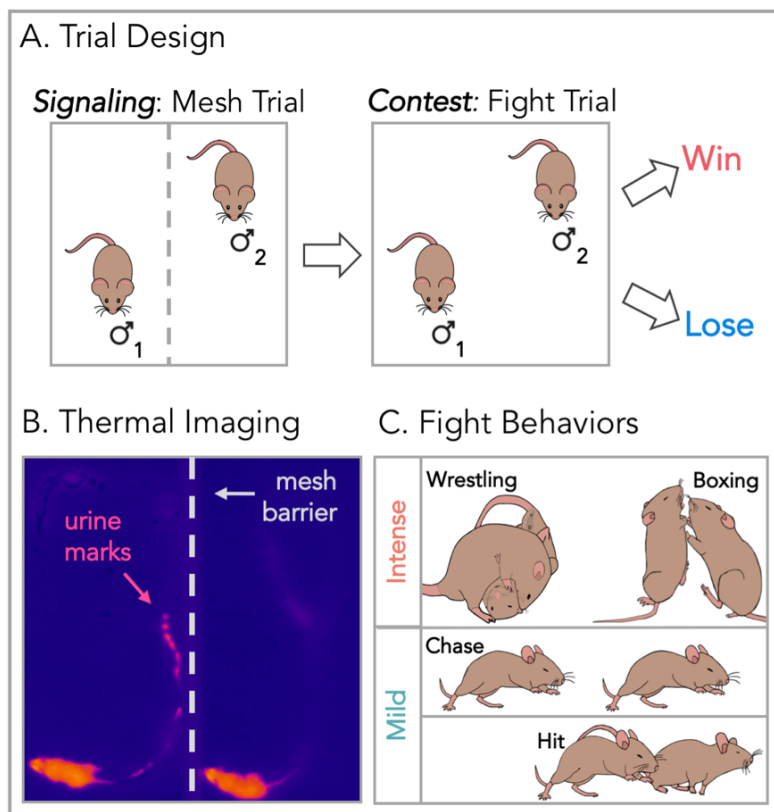 A. Trial Design
Signaling: Mesh Trial
Contest: Fight Trial
♂1
♂2
♂1
♂2
Win
Lose
B. Thermal Imaging
urine
marks
mesh
barrier
C. Fight Behaviors
Intense
Wrestling
Boxing
Mild
Chase
Hit